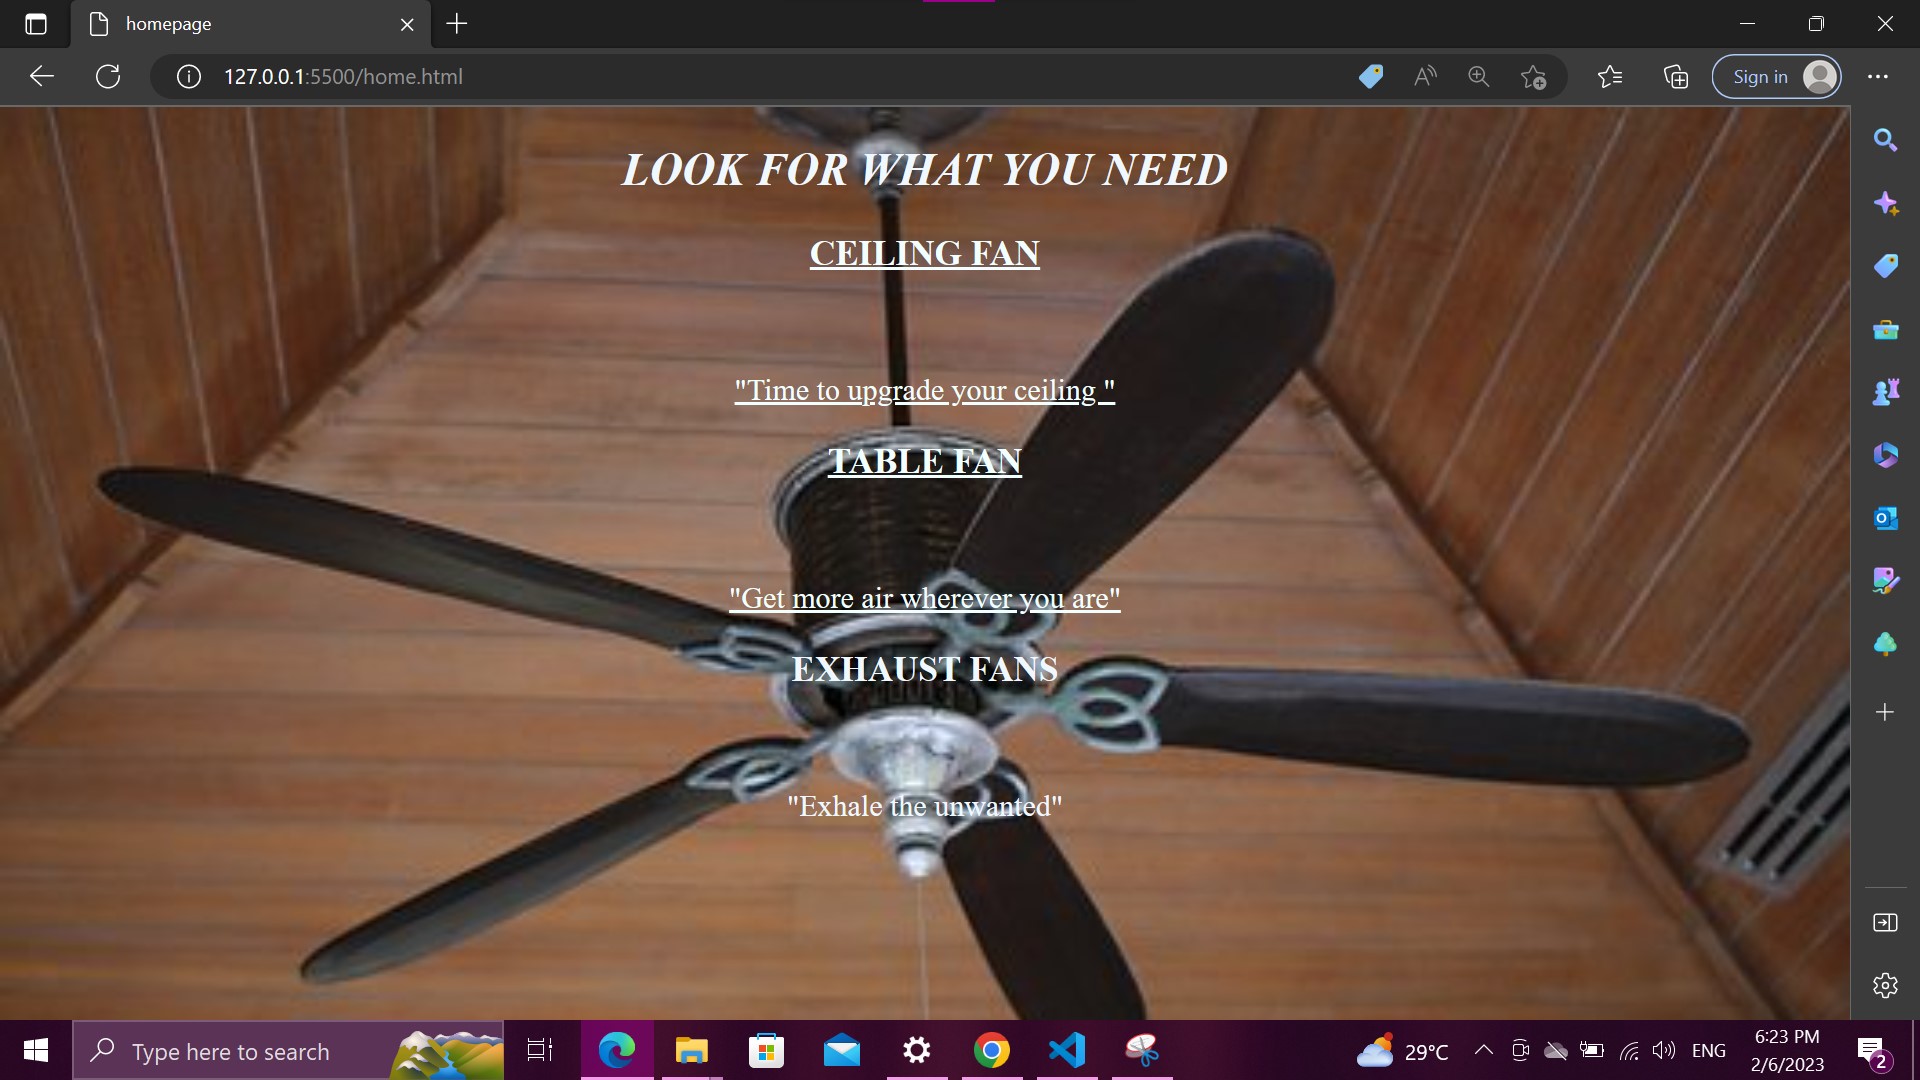 homepage
127.0.0.1:5500/home.html
Sign in
LOOK FOR WHAT YOU NEED
CEILING FAN
"Time to upgrade your ceiling "
TABLE FAN
"Get more air wherever you are"
EXHAUST FANS
"Exhale the unwanted"
Type here to search
29°C
ENG
6:23 PM
2/6/2023
2